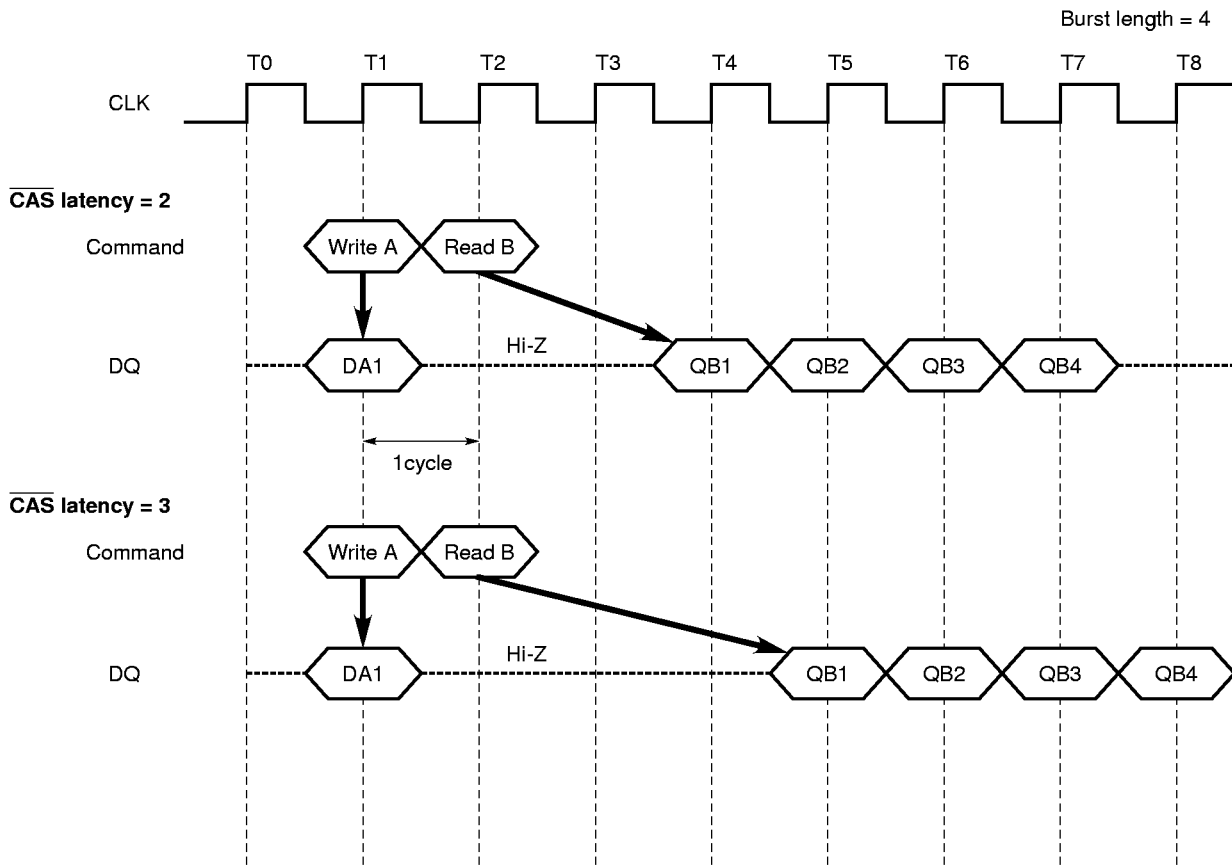 Burst length = 4
T0 T1 T2 T3 T4 T5 T6 T7 T8
CLK
CAS latency = 2
Command Write A Read B
Hi-Z
DQ DA1 QB1 QB2 QB3 QB4
1cycle
CAS latency = 3
Command Write A Read B
Hi-Z
DQ DA1 QB1 QB2 QB3 QB4